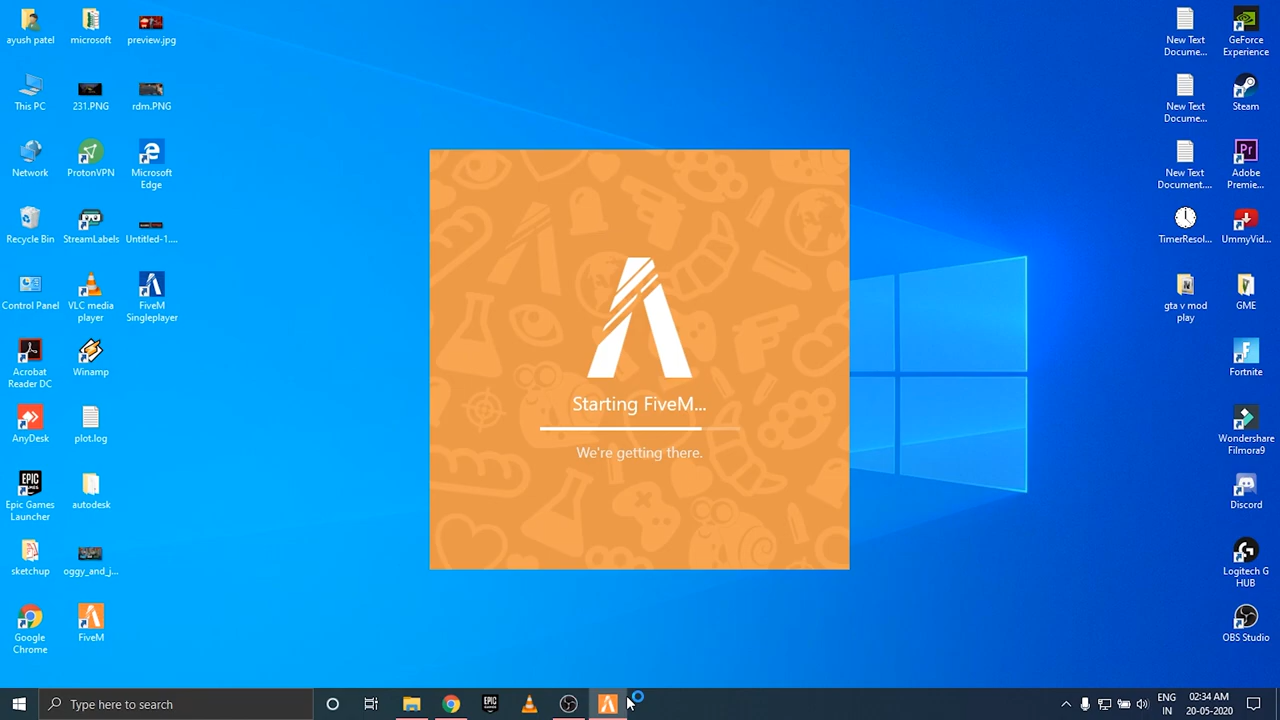 ayush patel
microsoft
preview.jpg
This PC
231.PNG
rdm.PNG
Network
ProtonVPN
Microsoft
Edge
Recycle Bin
StreamLabels
Untitled-1....
Control Panel
VLC media
player
FiveM
Singleplayer
Acrobat
Reader DC
Winamp
AnyDesk
plot.log
EPIC
GAMES
Epic Games
Launcher
autodesk
sketchup
oggy_and_j...
Google
Chrome
FiveM
Starting FiveM...
We're getting there.
New Text
Docume...
GeForce
Experience
New Text
Docume...
Steam
New Text
Document....
Pr
Adobe
Premie...
TimerResol...
UmmyVid...
gta v mod
play
GME
Fortnite
Wondershare
Filmora9
Discord
Logitech G
HUB
OBS Studio
Type here to search
EPIC
ENG
IN
02:34 AM
20-05-2020